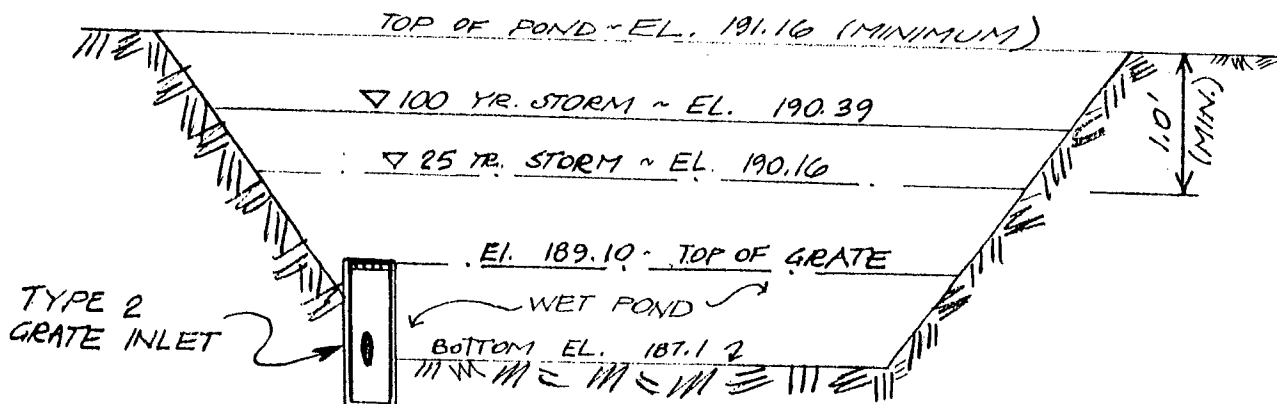 TOP OF POND ~ EL. 191.16 (MINIMUM)
▽ 100 YR. STORM ~ EL. 190.39
▽ 25 YR. STORM ~ EL. 190.16
1.0'
(MIN.)
El. 189.10 - TOP OF GRATE
WET POND
TYPE 2
GRATE INLET
BOTTOM EL. 187.1